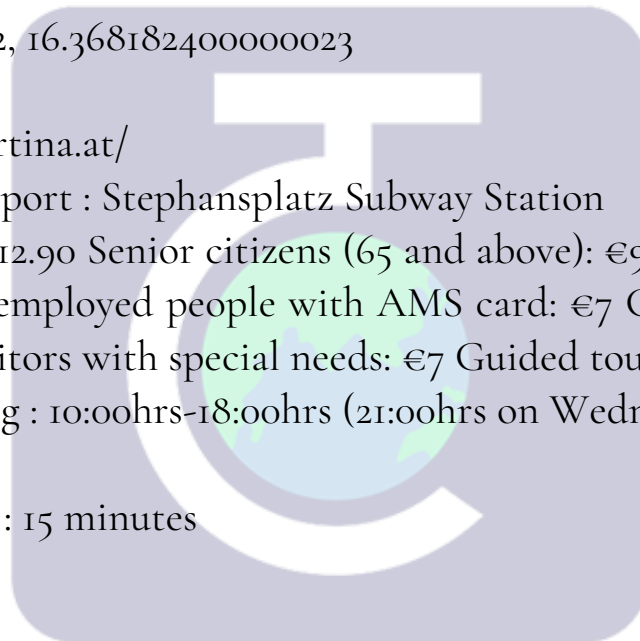 2, 16.368182400000023
rtina.at/
port : Stephansplatz Subway Station
12.90 Senior citizens (65 and above): €9
employed people with AMS card: €7 G
itors with special needs: €7 Guided tou
g : 10:00hrs-18:00hrs (21:00hrs on Wedn
: 15 minutes